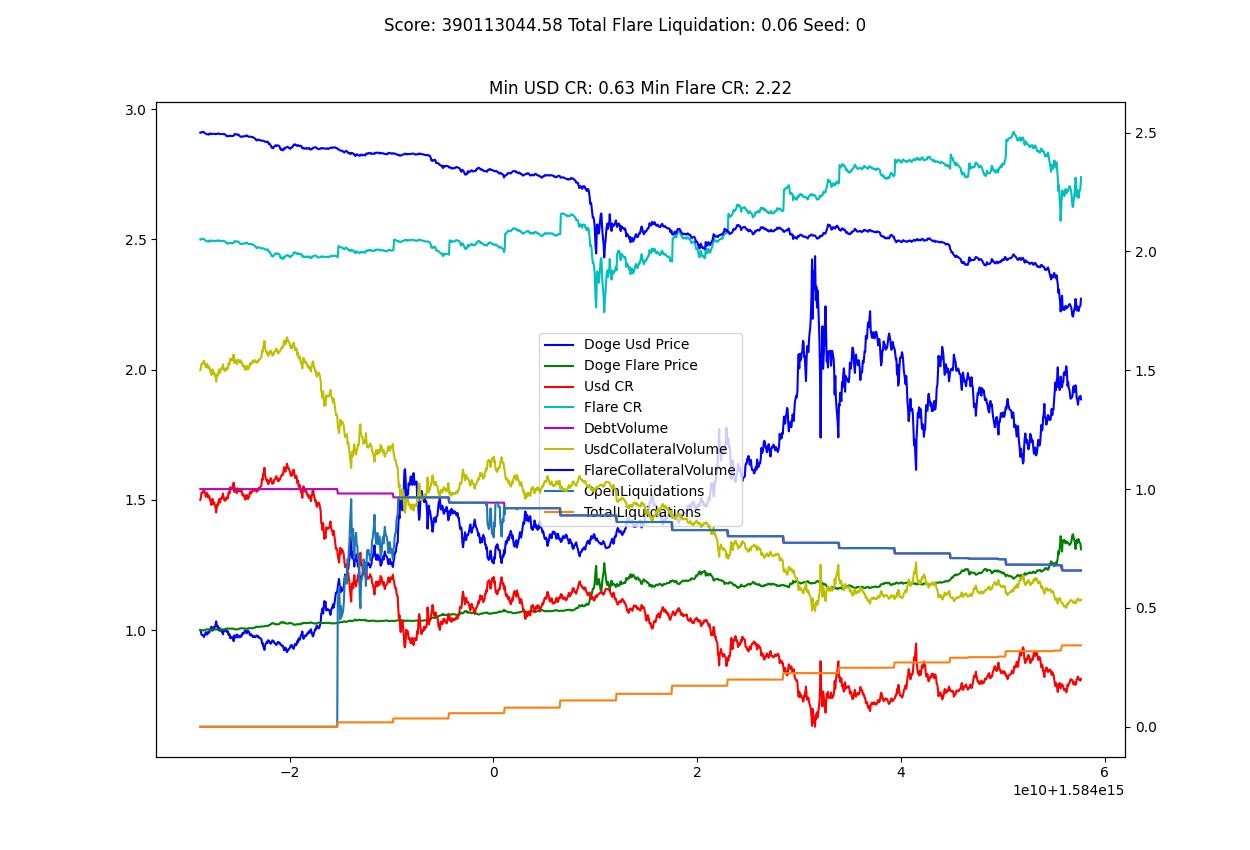 Score: 390113044.58 Total Flare Liquidation: 0.06 Seed: 0
Min USD CR: 0.63 Min Flare CR: 2.22
3.0
2.5
2.0
1.5
1.0
2.5
2.0
1.5
1.0
0.5
0.0
Doge Usd Price
Doge Flare Price
Usd CR
Flare CR
DebtVolume
UsdCollateralVolume
FlareCollateralVolume
OpenLiquidations
TotalLiquidations
−2 0 2 4 6
1e10+1.584e15